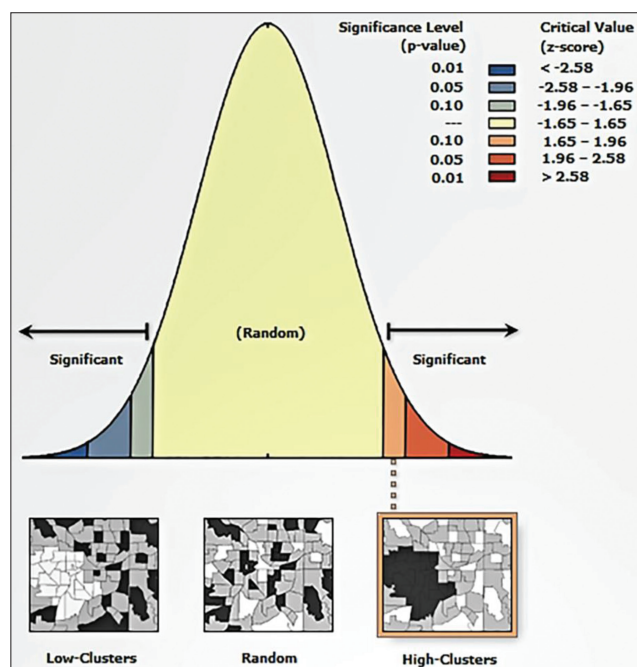 Significance Level Critical Value
(p-value) (z-score)
0.01 < -2.58
0.05 -2.58 – -1.96
0.10 -1.96 – -1.65
--- -1.65 – 1.65
0.10 1.65 – 1.96
0.05 1.96 – 2.58
0.01 > 2.58
(Random)
Significant Significant
Low-Clusters Random High-Clusters